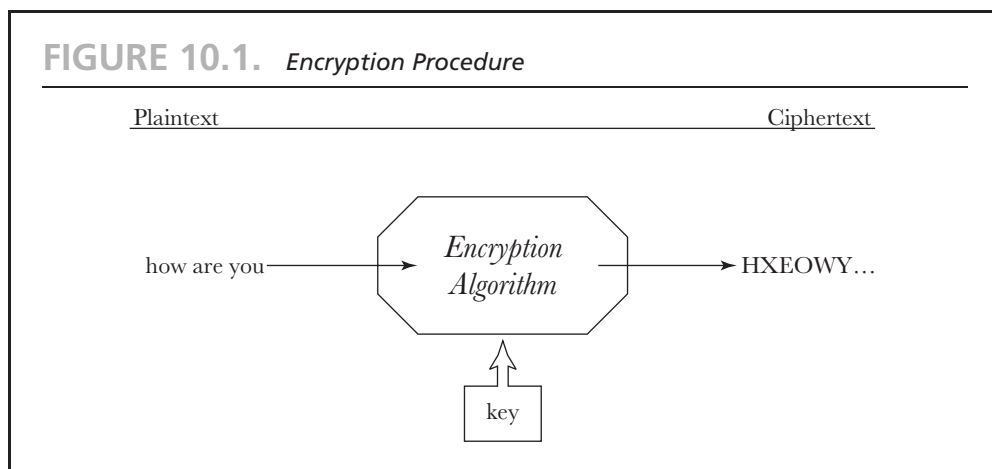 FIGURE 10.1. Encryption Procedure
Plaintext Ciphertext
how are you Encryption Algorithm HXEOWY…
key